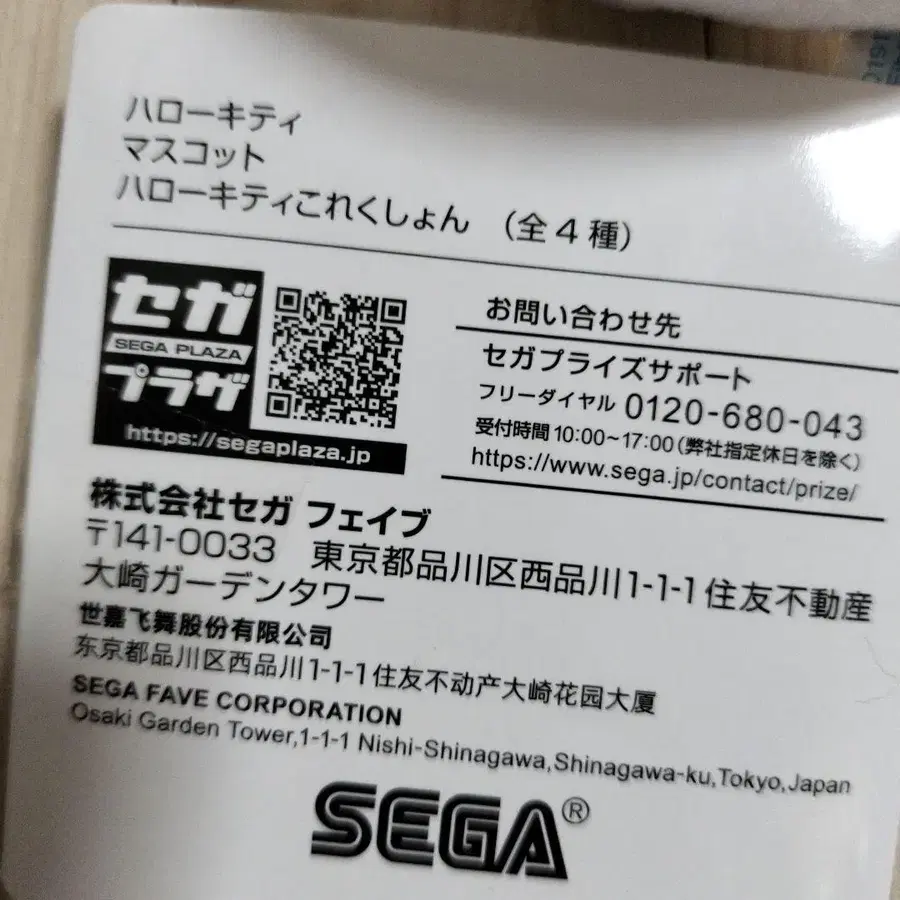 ハローキティ
マスコット
ハローキティこれくしょん （全4種）
セガ
SEGA PLAZA
プラザ
https://segaplaza.jp
お問い合わせ先
セガプライズサポート
フリーダイヤル 0120-680-043
受付時間 10:00~17:00（弊社指定休日を除く）
https://www.sega.jp/contact/prize/
株式会社セガ フェイブ
〒141-0033 東京都品川区西品川1-1-1 住友不動産
大崎ガーデンタワー
世嘉飞舞股份有限公司
东京都品川区西品川1-1-1 住友不动产大崎花园大厦
SEGA FAVE CORPORATION
Osaki Garden Tower,1-1-1 Nishi-Shinagawa,Shinagawa-ku,Tokyo,Japan
SEGA®